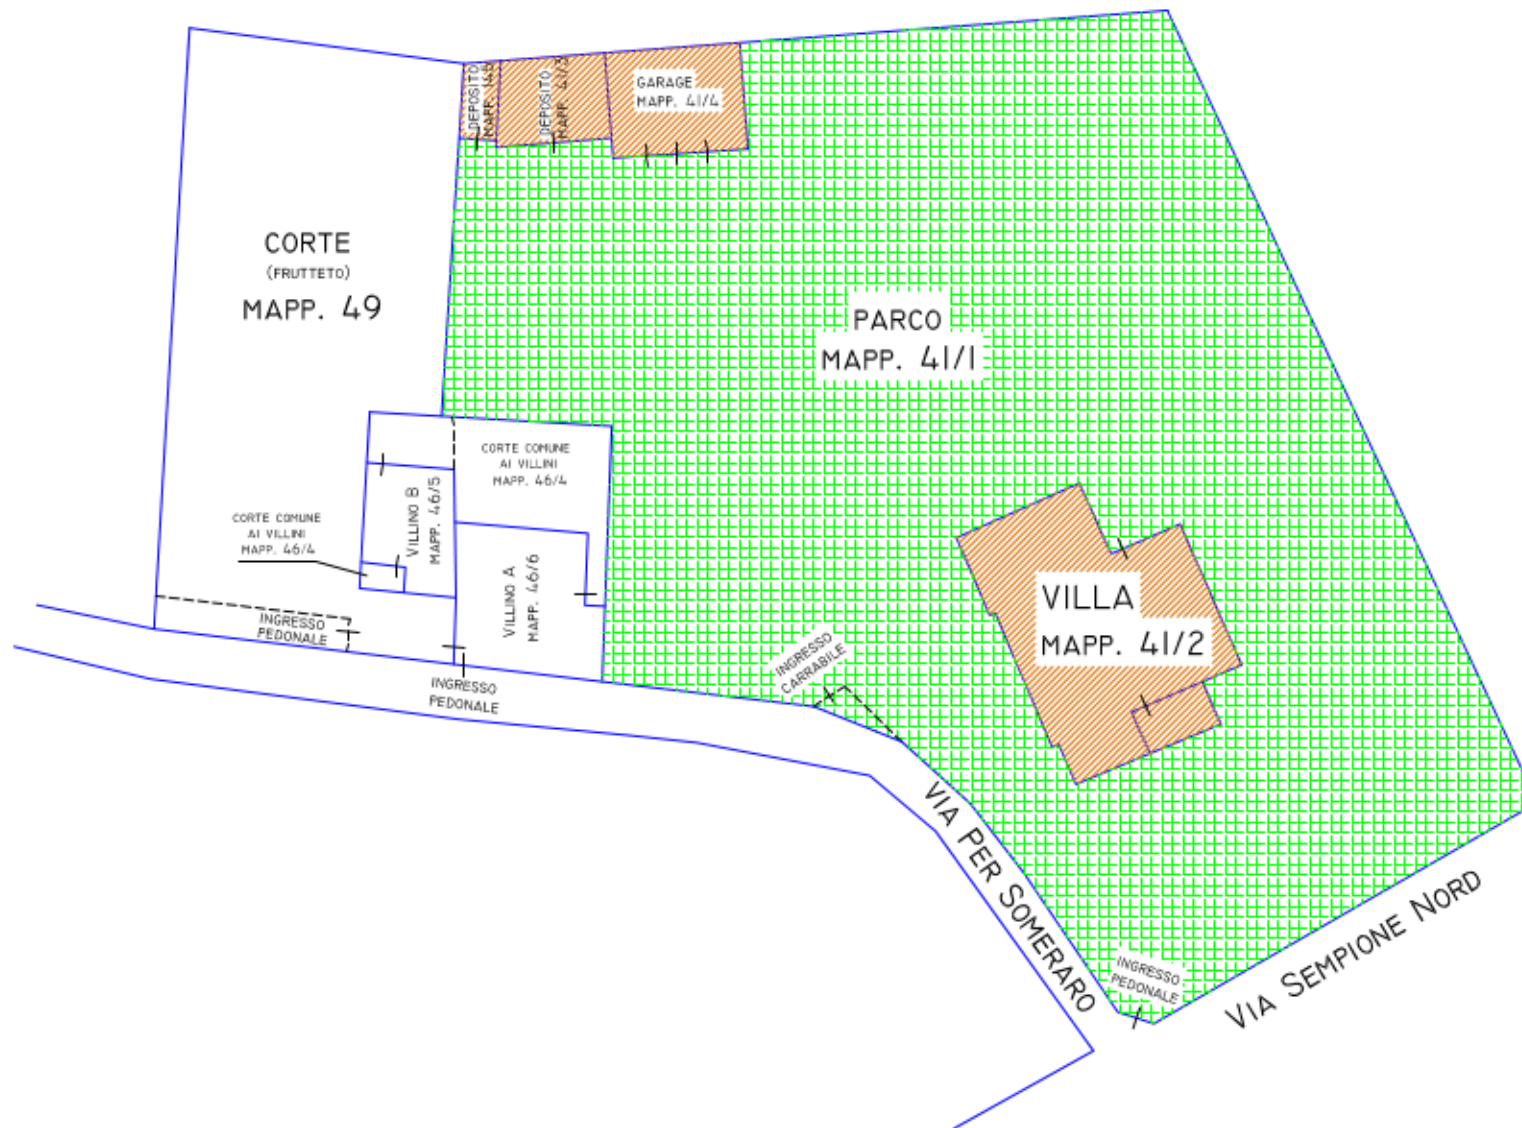 DEPOSITO
MAPP. 145
DEPOSITO
MAPP. 41/3
GARAGE
MAPP. 41/4
CORTE
(FRUTTETO)
MAPP. 49
PARCO
MAPP. 41/1
CORTE COMUNE
AI VILLINI
MAPP. 46/4
VILLINO B
MAPP. 46/5
CORTE COMUNE
AI VILLINI
MAPP. 46/4
VILLINO A
MAPP. 46/6
VILLA
MAPP. 41/2
INGRESSO
PEDONALE
INGRESSO
CARRABILE
INGRESSO
PEDONALE
VIA PER SOMERARO
VIA SEMPIONE NORD
INGRESSO
PEDONALE